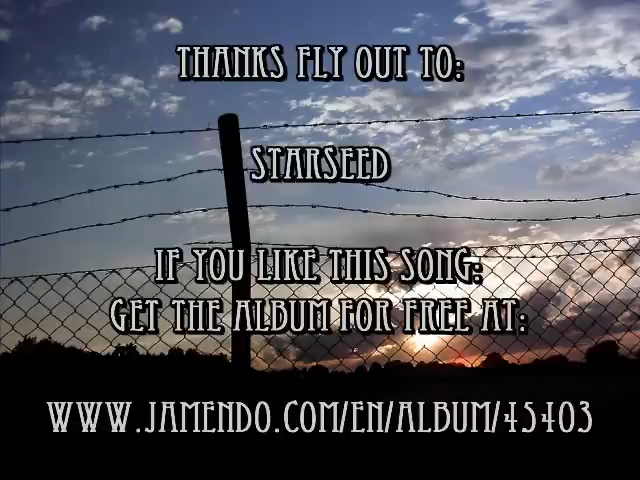 THANKS FLY OUT TO:
STARSEED
IF YOU LIKE THIS SONG:
GET THE ALBUM FOR FREE AT:
WWW.JAMENDO.COM/EN/ALBUM/45403